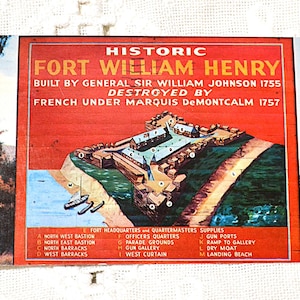 HISTORIC
FORT WILLIAM HENRY
BUILT BY GENERAL SIR WILLIAM JOHNSON 1755
DESTROYED BY
FRENCH UNDER MARQUIS DeMONTCALM 1757
E FORT HEADQUARTERS AND QUARTERMASTERS SUPPLIES
A NORTH WEST BASTION F OFFICERS QUARTERS J GUN PORTS
B NORTH EAST BASTION G PARADE GROUNDS K RAMP TO GALLERY
C NORTH BARRACKS H GUN GALLERY L DRY MOAT
D WEST BARRACKS I WEST CURTAIN M LANDING BEACH